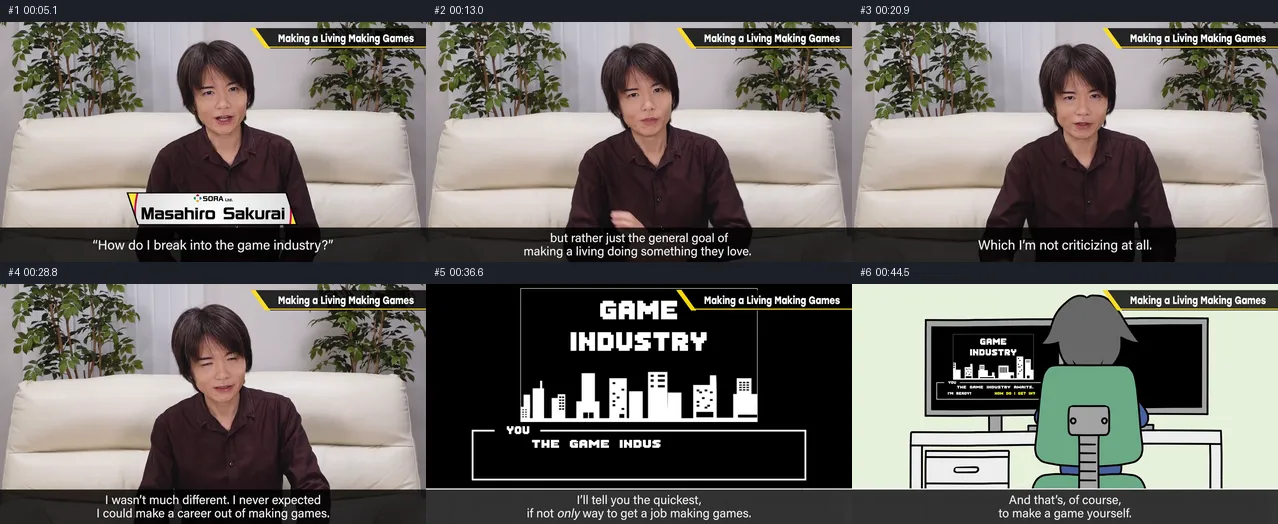 #1 00:05.1
Making a Living Making Games
SORA Ltd.
Masahiro Sakurai
“How do I break into the game industry?”
#2 00:13.0
Making a Living Making Games
but rather just the general goal of
making a living doing something they love.
#3 00:20.9
Making a Living Making Games
Which I’m not criticizing at all.
#4 00:28.8
Making a Living Making Games
I wasn’t much different. I never expected
I could make a career out of making games.
#5 00:36.6
Making a Living Making Games
GAME
INDUSTRY
YOU
THE GAME INDUS
I’ll tell you the quickest,
if not only way to get a job making games.
#6 00:44.5
Making a Living Making Games
GAME
INDUSTRY
YOU
THE GAME INDUSTRY AWAITS.
I'M READY! HOW DO I GET IN?
And that’s, of course,
to make a game yourself.